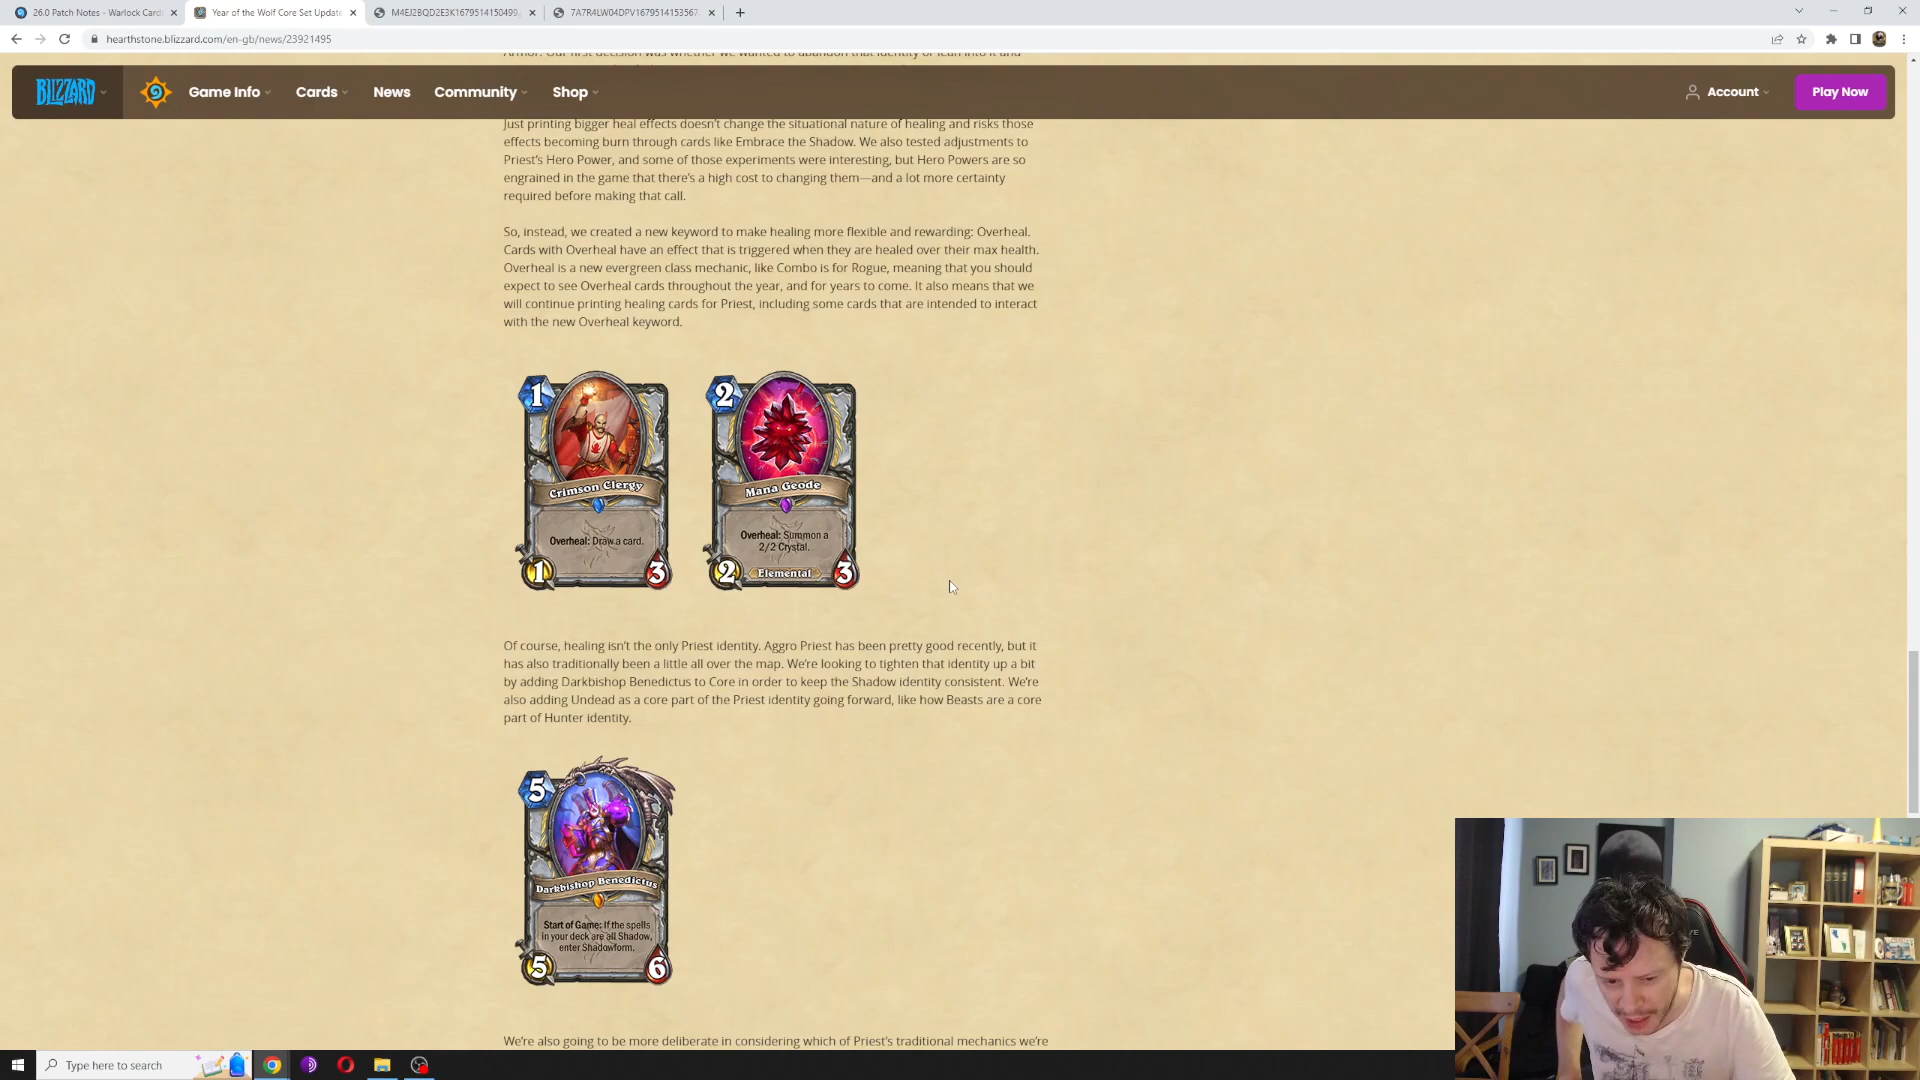 26.0 Patch Notes - Warlock Card
Year of the Wolf Core Set Update
M4EJ2BQD2E3K1679514150499.
7A7R4LW04DPV1679514153567.
hearthstone.blizzard.com/en-gb/news/23921495
BLIZZARD
Game Info
Cards
News
Community
Shop
Account
Play Now
Just printing bigger heal effects doesn't change the situational nature of healing and risks those
effects becoming burn through cards like Embrace the Shadow. We also tested adjustments to
Priest's Hero Power, and some of those experiments were interesting, but Hero Powers are so
engrained in the game that there's a high cost to changing them—and a lot more certainty
required before making that call.
So, instead, we created a new keyword to make healing more flexible and rewarding: Overheal.
Cards with Overheal have an effect that is triggered when they are healed over their max health.
Overheal is a new evergreen class mechanic, like Combo is for Rogue, meaning that you should
expect to see Overheal cards throughout the year, and for years to come. It also means that we
will continue printing healing cards for Priest, including some cards that are intended to interact
with the new Overheal keyword.
1
Crimson Clergy
Overheal: Draw a card.
1
3
2
Mana Geode
Overheal: Summon a
2/2 Crystal.
2
Elemental
3
Of course, healing isn't the only Priest identity. Aggro Priest has been pretty good recently, but it
has also traditionally been a little all over the map. We're looking to tighten that identity up a bit
by adding Darkbishop Benedictus to Core in order to keep the Shadow identity consistent. We're
also adding Undead as a core part of the Priest identity going forward, like how Beasts are a core
part of Hunter identity.
5
Darkbishop Benedictus
Start of Game: If the spells
in your deck are all Shadow,
enter Shadowform.
5
6
We're also going to be more deliberate in considering which of Priest's traditional mechanics we're
Type here to search